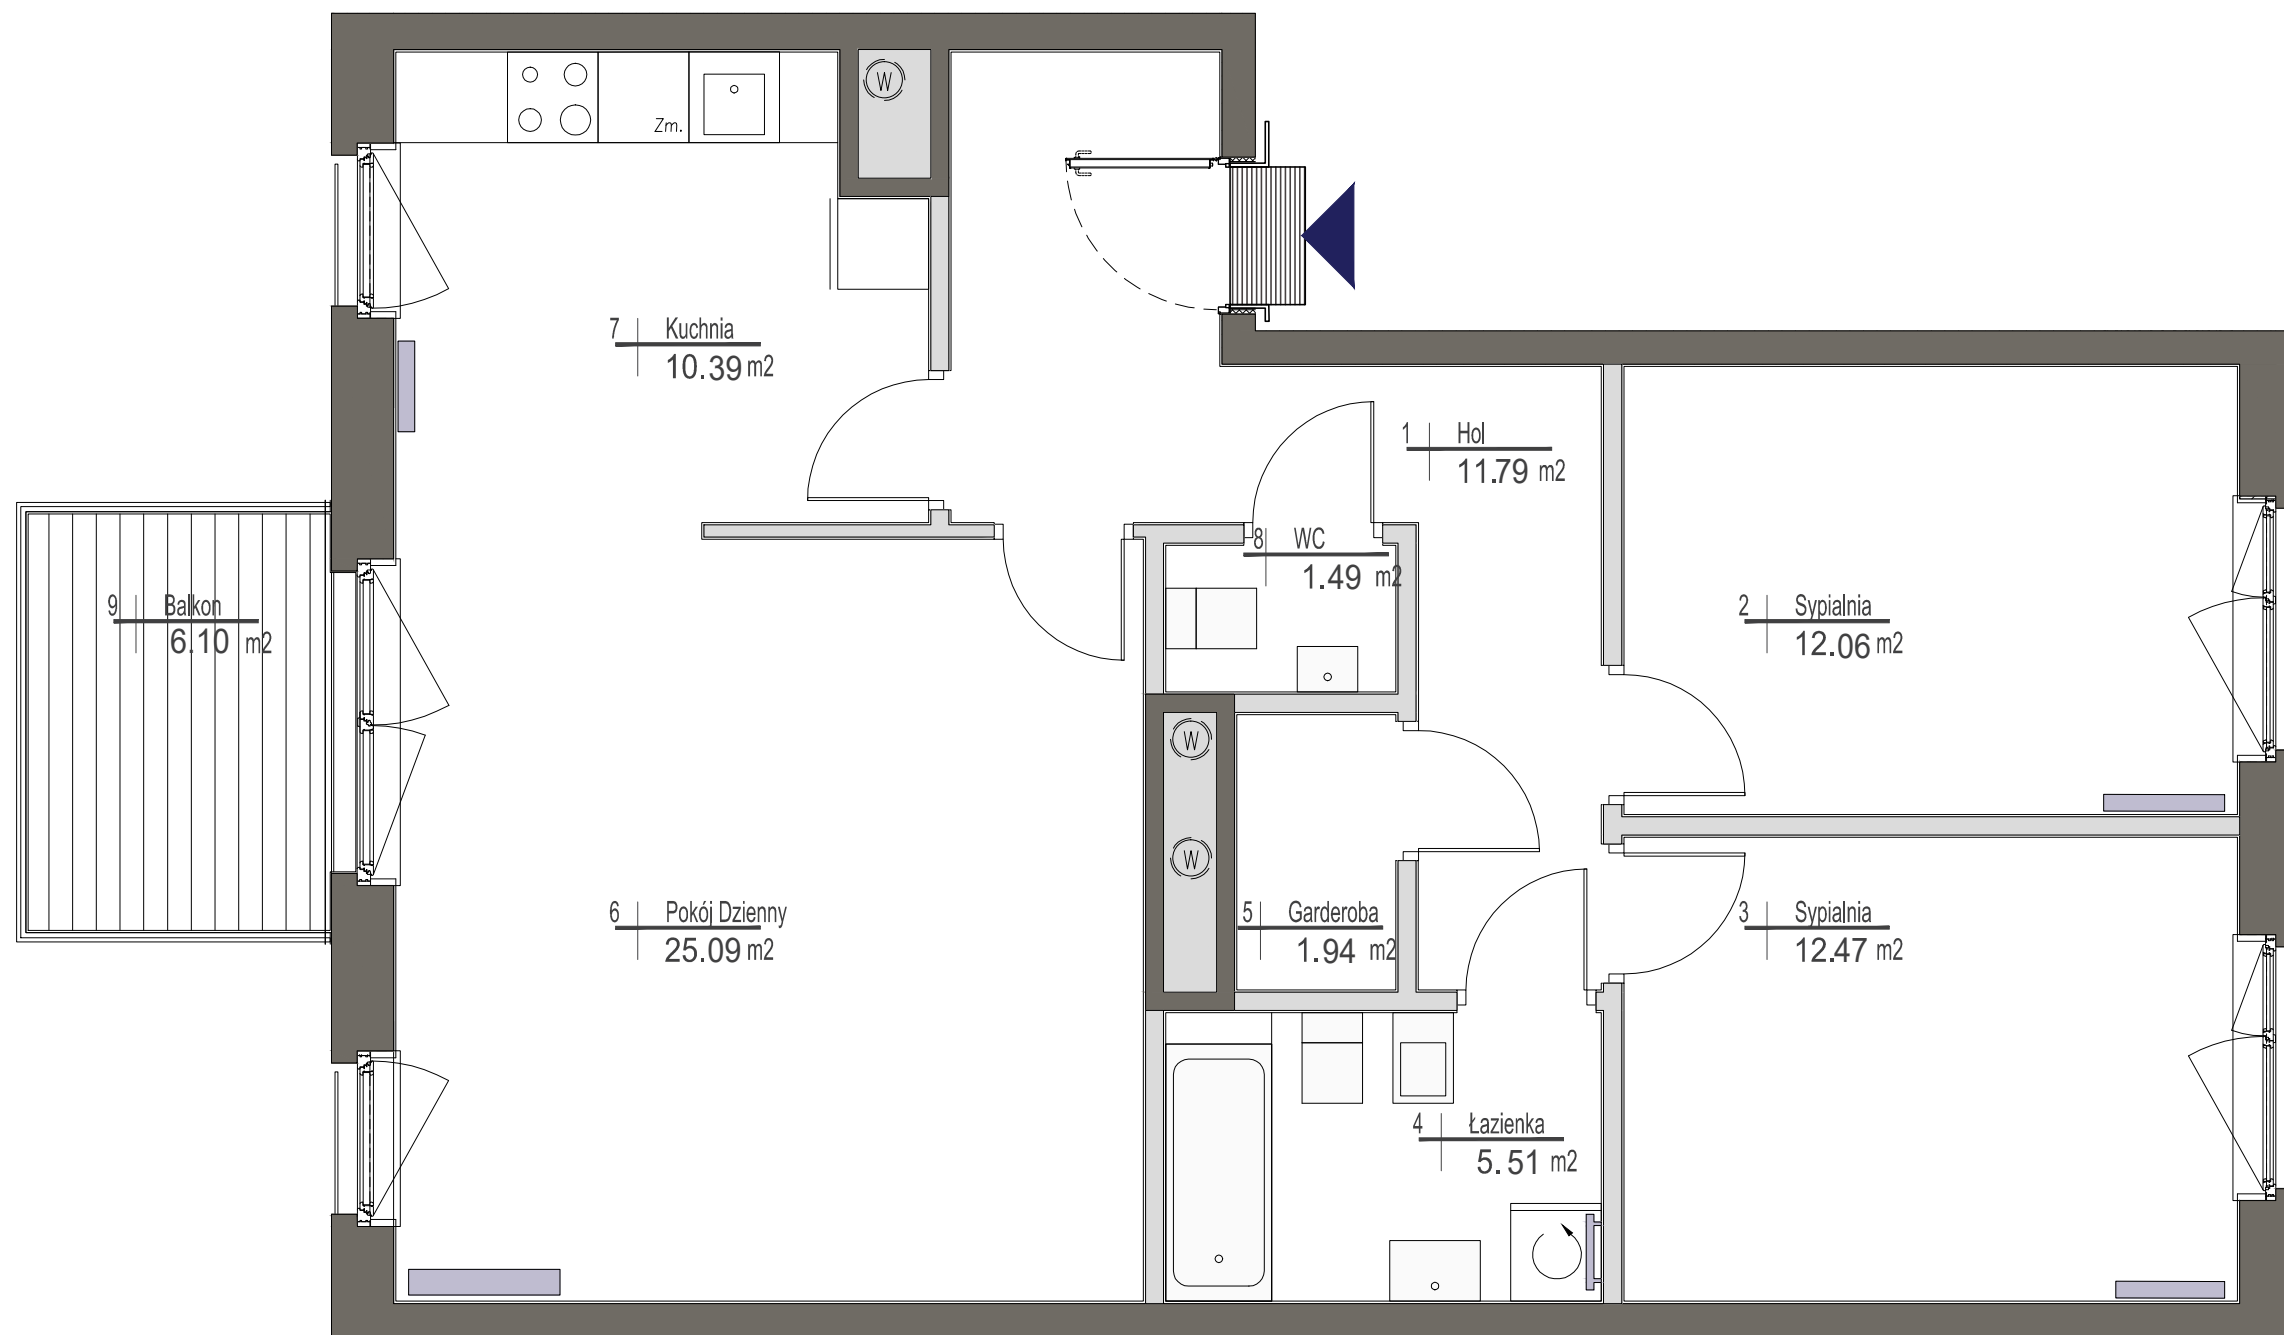 W
Zm.
7 Kuchnia
10.39 m2
1 Hol
11.79 m2
8 WC
1.49 m2
9 Balkon
6.10 m2
2 Sypialnia
12.06 m2
W
W
6 Pokój Dzienny
25.09 m2
5 Garderoba
1.94 m2
3 Sypialnia
12.47 m2
4 Łazienka
5.51 m2